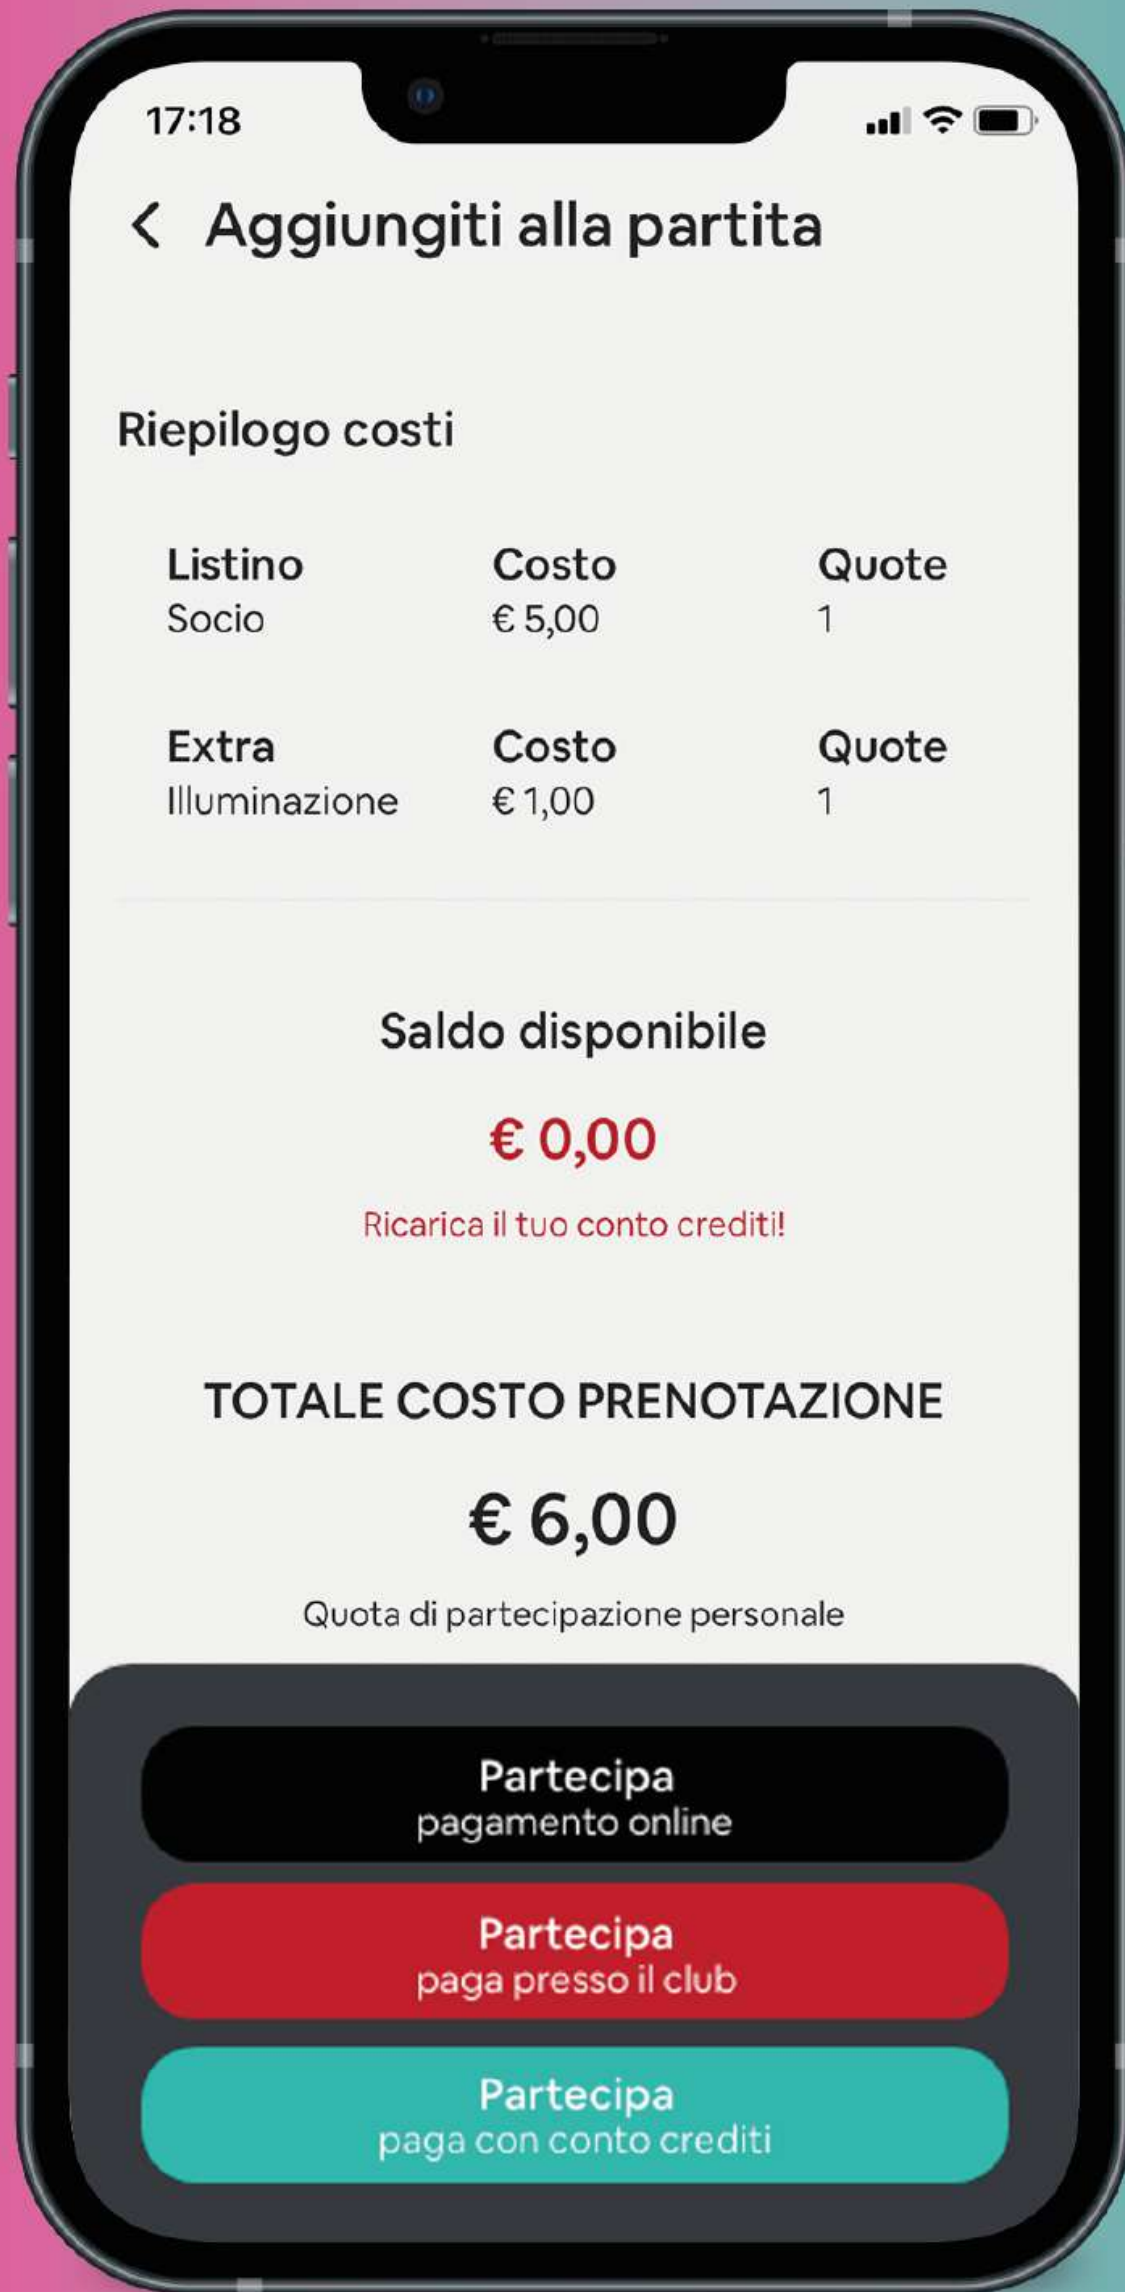 17:18
Aggiungiti alla partita
Riepilogo costi
Listino Costo Quote
Socio € 5,00 1
Extra Costo Quote
Illuminazione € 1,00 1
Saldo disponibile
€ 0,00
Ricarica il tuo conto crediti!
TOTALE COSTO PRENOTAZIONE
€ 6,00
Quota di partecipazione personale
Partecipa
pagamento online
Partecipa
paga presso il club
Partecipa
paga con conto crediti